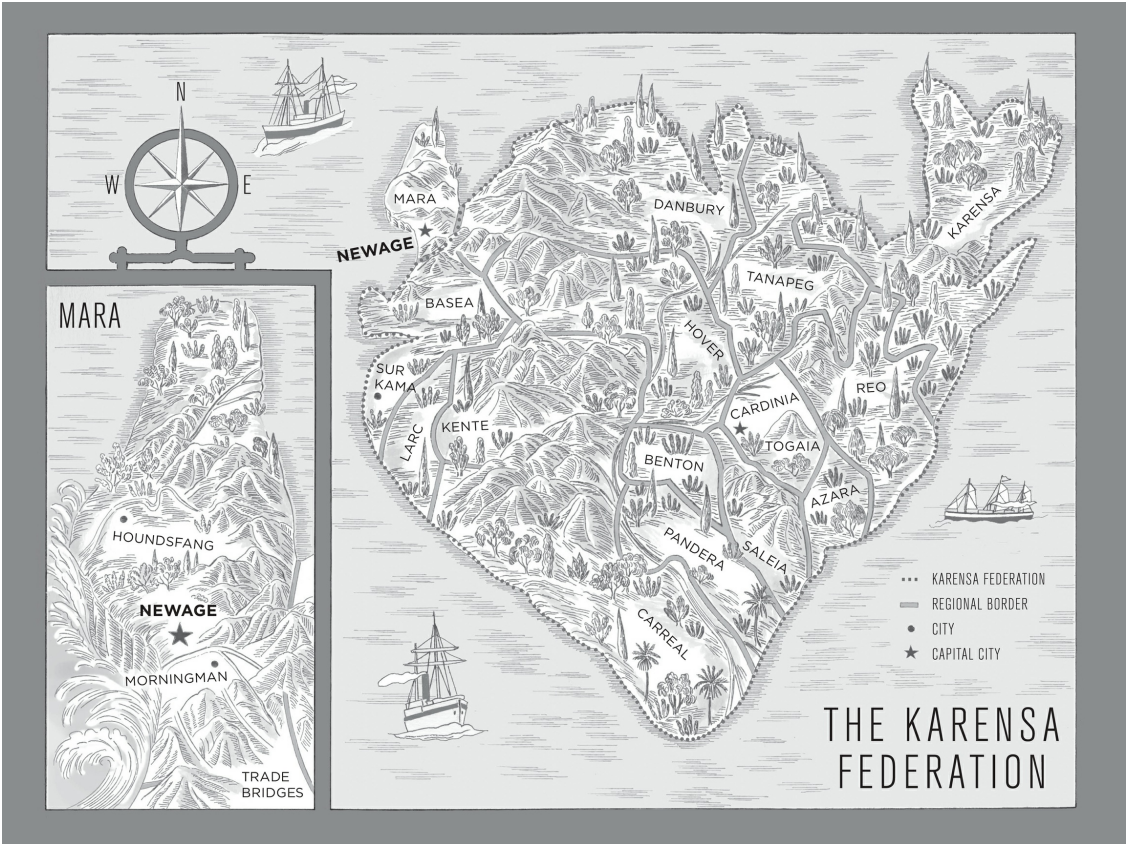 N
W
E
MARA
NEWAGE
DANBURY
KARENSA
TANAPEG
BASEA
HOVER
SUR
KAMA
LARC
KENTE
REO
CARDINIA
TOGAIA
BENTON
AZARA
PANDERA
SALEIA
CARREAL
MARA
HOUNDSFANG
NEWAGE
MORNINGMAN
TRADE
BRIDGES
KARENSA FEDERATION
REGIONAL BORDER
CITY
CAPITAL CITY
THE KARENSA
FEDERATION